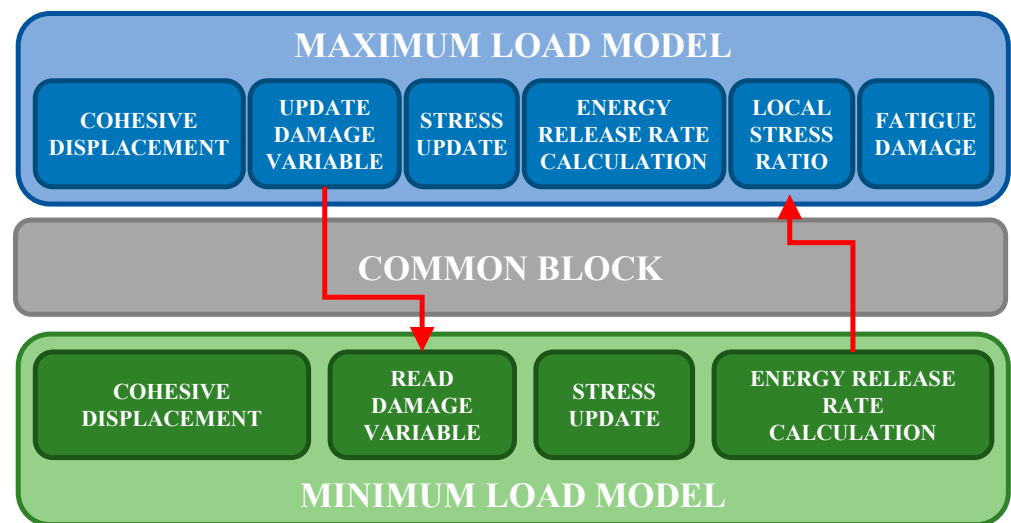 MAXIMUM LOAD MODEL
COHESIVE
DISPLACEMENT
UPDATE
DAMAGE
VARIABLE
STRESS
UPDATE
ENERGY
RELEASE RATE
CALCULATION
LOCAL
STRESS
RATIO
FATIGUE
DAMAGE
COMMON BLOCK
COHESIVE
DISPLACEMENT
READ
DAMAGE
VARIABLE
STRESS
UPDATE
ENERGY RELEASE
RATE
CALCULATION
MINIMUM LOAD MODEL